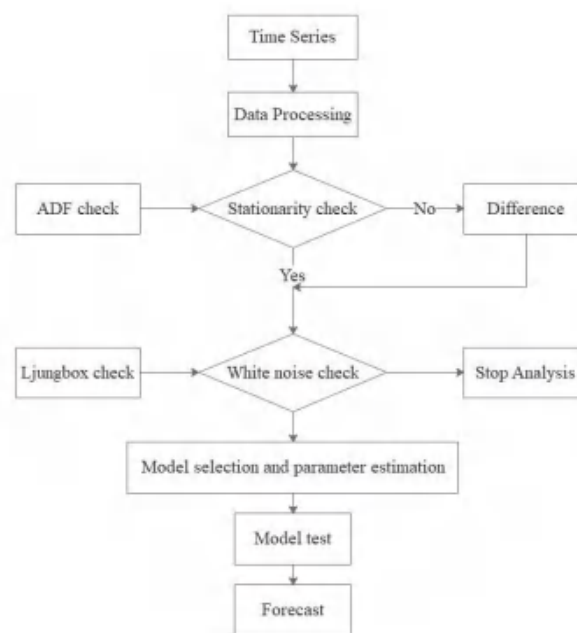 Time Series
Data Processing
ADF check
Stationarity check
No
Difference
Yes
Ljungbox check
White noise check
Stop Analysis
Model selection and parameter estimation
Model test
Forecast